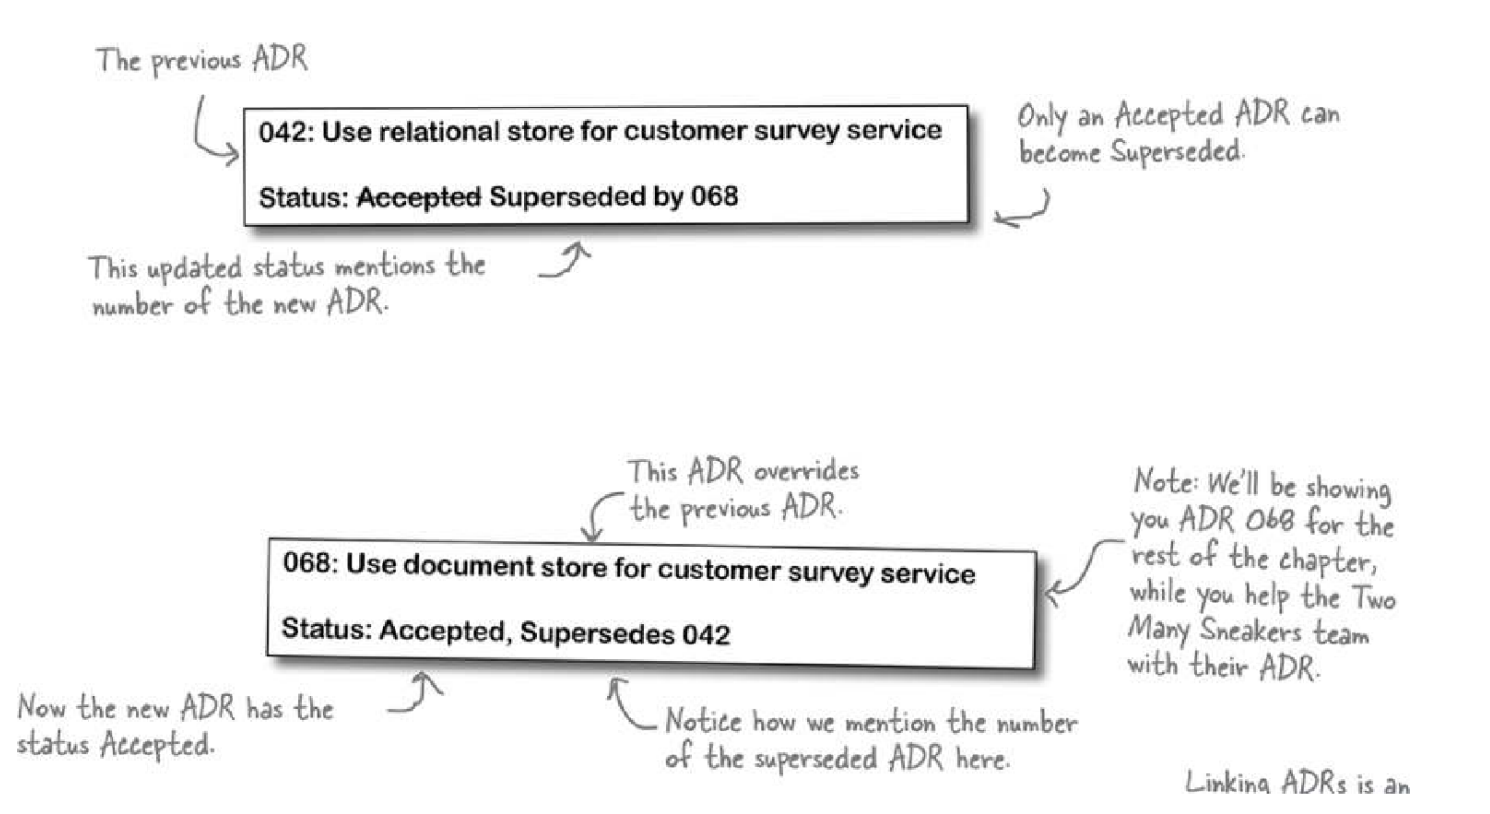 The previous ADR
042: Use relational store for customer survey service
Status: Accepted Superseded by 068
Only an Accepted ADR can
become Superseded.
This updated status mentions the
number of the new ADR.
This ADR overrides
the previous ADR.
068: Use document store for customer survey service
Status: Accepted, Supersedes 042
Note: We'll be showing
you ADR 068 for the
rest of the chapter,
while you help the Two
Many Sneakers team
with their ADR.
Now the new ADR has the
status Accepted.
Notice how we mention the number
of the superseded ADR here.
Linking ADRs is an